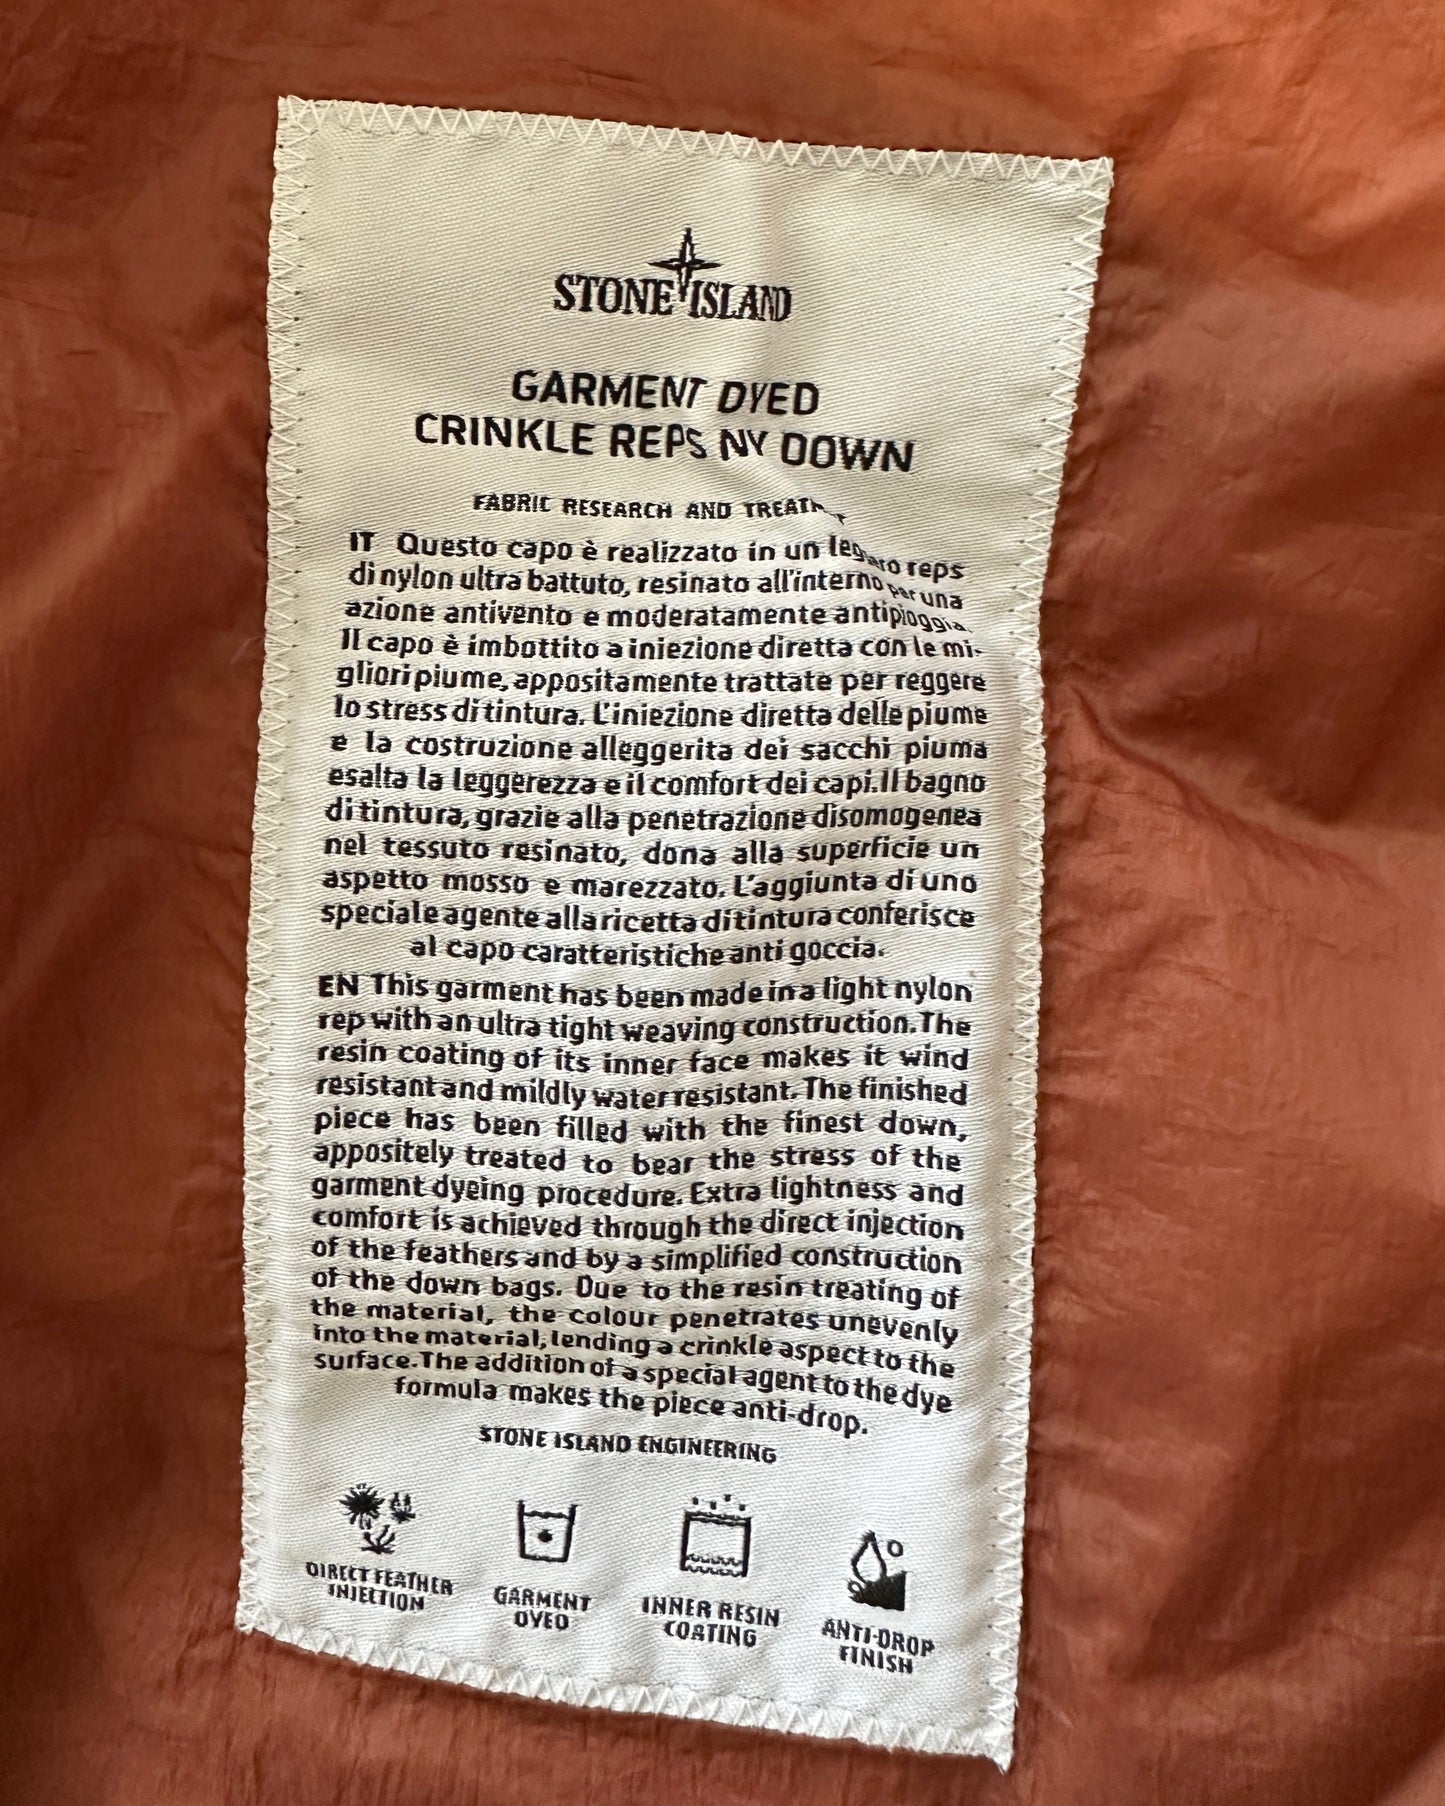 STONE ISLAND
GARMENT DYED
CRINKLE REPS NY DOWN
FABRIC RESEARCH AND
IT Questo capo è realizzato in un leggero reps
di nylon ultra battuto, resinato all'interno per una
azione antivento e moderatamente antipioggia.
Il capo è imbottito a iniezione diretta con le mi-
gliori piume, appositamente trattate per reggere
lo stress di tintura. L'iniezione diretta delle piume
e la costruzione alleggerita dei sacchi piuma
esalta la leggerezza e il comfort dei capi. Il bagno
di tintura, grazie alla penetrazione disomogenea
nel tessuto resinato, dona alla superficie un
aspetto mosso e marezzato. L'aggiunta di uno
speciale agente alla ricetta di tintura conferisce
al capo caratteristiche anti goccia.
EN This garment has been made in a light nylon
rep with an ultra tight weaving construction. The
resin coating of its inner face makes it wind
resistant and mildly water resistant. The finished
piece has been filled with the finest down,
appositely treated to bear the stress of the
garment dyeing procedure. Extra lightness and
comfort is achieved through the direct injection
of the feathers and by a simplified construction
of the down bags. Due to the resin treating of
the material, the colour penetrates unevenly
into the material, lending a crinkle aspect to the
surface. The addition of a special agent to the dye
formula makes the piece anti-drop.
STONE ISLAND ENGINEERING
DIRECT FEATHER
INJECTION
GARMENT
DYED
INNER RESIN
COATING
ANTI-DROP
FINISH